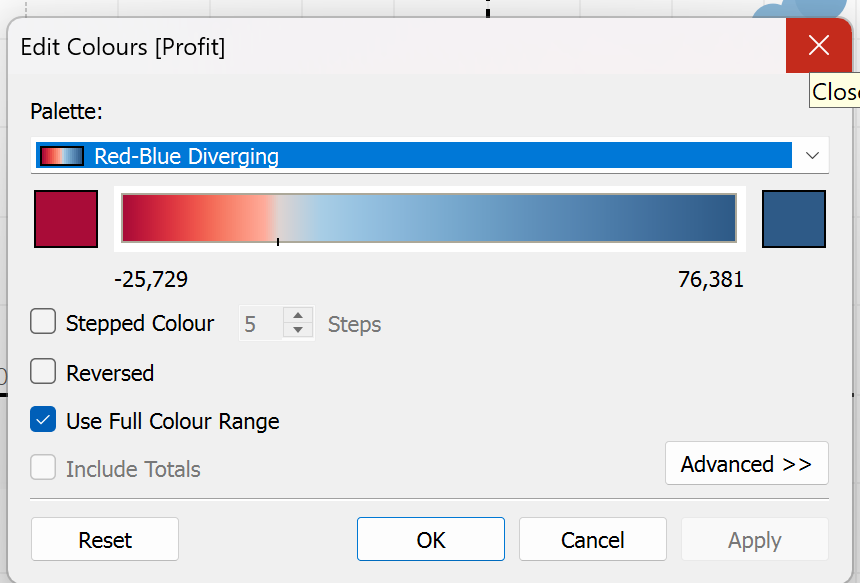 Edit Colours [Profit]
Clos
Palette:
Red-Blue Diverging
-25,729 76,381
Stepped Colour 5 Steps
Reversed
Use Full Colour Range
Include Totals
Advanced >>
Reset OK Cancel Apply